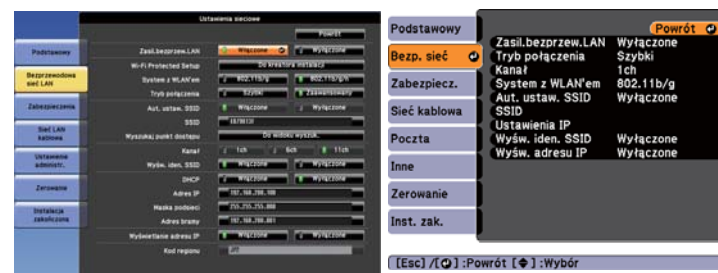 Ustawienia sieciowe
Powrót
Podstawowy
Bezprzewodowa
sieć LAN
Zabezpieczenia
Sieć LAN
kablowa
Ustawienie
administr.
Zerowanie
Instalacja
zakończona
Zasil.bezprzew.LAN Włączone Wyłączone
Wi-Fi Protected Setup Do kreatora instalacji
System z WLAN'em 802.11b/g 802.11b/g/n
Tryb połączenia Szybki Zaawansowany
Aut. ustaw. SSID Włączone Wyłączone
SSID
Wyszukaj punkt dostępu Do widoku wyszuk.
Kanał 1ch 6ch 11ch
Wyśw. iden. SSID Włączone Wyłączone
DHCP Włączone Wyłączone
Adres IP
Maska podsieci
Adres bramy
Wyświetlanie adresu IP Włączone Wyłączone
Kod regionu
Podstawowy
Bezp. sieć
Zabezpiecz.
Sieć kablowa
Poczta
Inne
Zerowanie
Inst. zak.
Powrót
Zasil.bezprzew.LAN Wyłączone
Tryb połączenia Szybki
Kanał 1ch
System z WLAN'em 802.11b/g
Aut. ustaw. SSID Wyłączone
SSID
Ustawienia IP
Wyśw. iden. SSID Wyłączone
Wyśw. adresu IP Wyłączone
[Esc] /[ ] :Powrót [ ] :Wybór